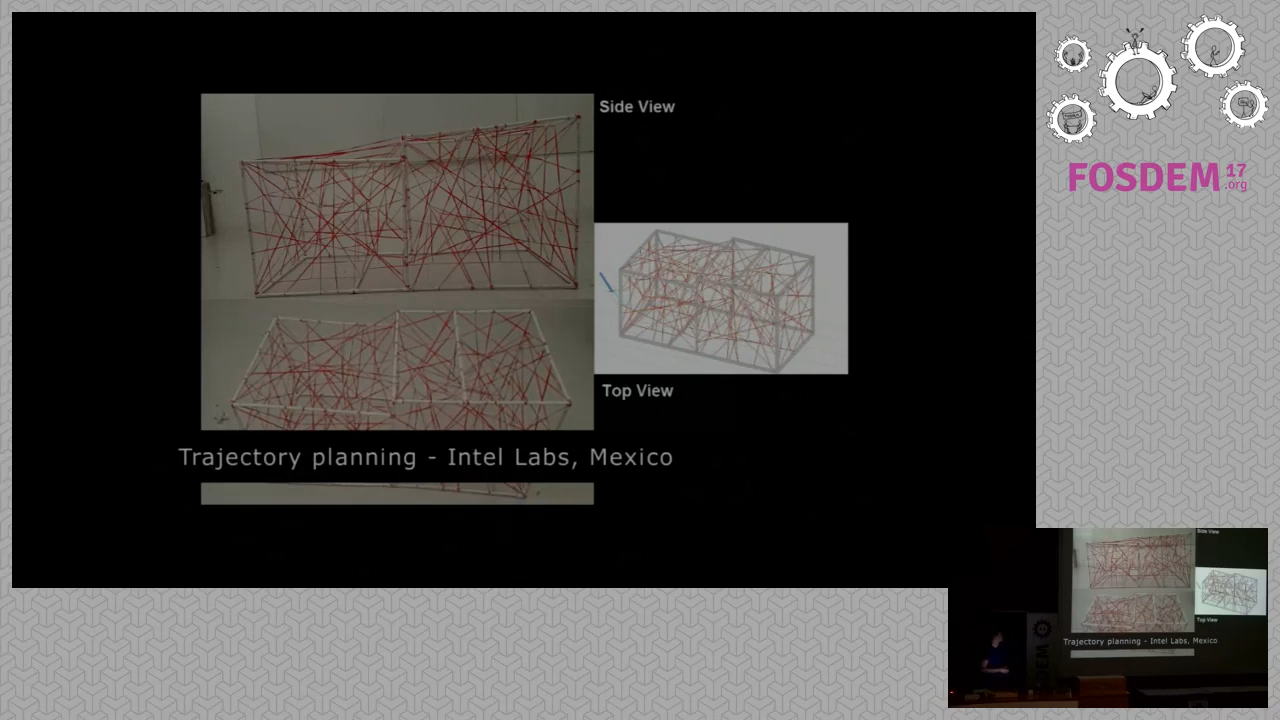 Side View
Top View
Trajectory planning - Intel Labs, Mexico
FOSDEM 17
.org
Side View
Top View
Trajectory planning - Intel Labs, Mexico